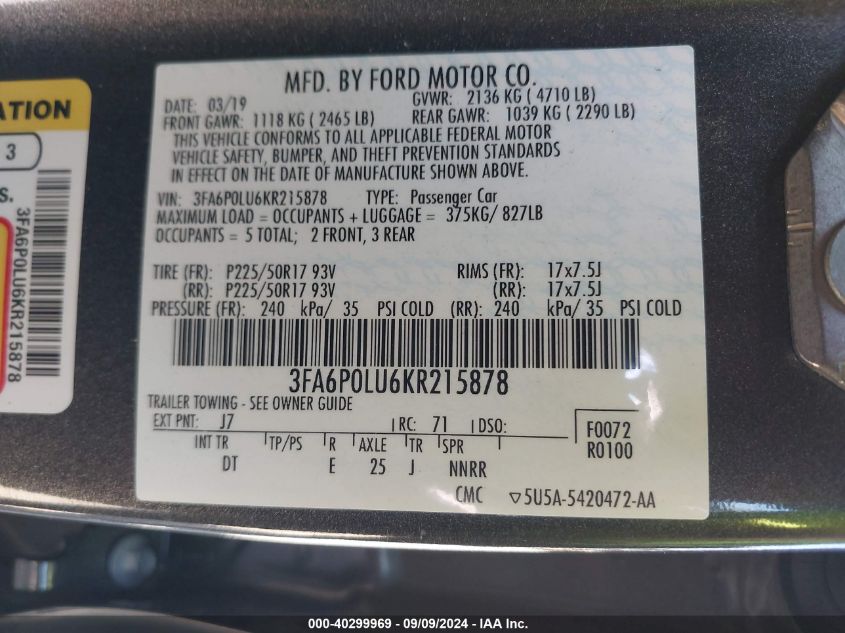 MFD. BY FORD MOTOR CO.
DATE: 03/19 GVWR: 2136 KG ( 4710 LB)
FRONT GAWR: 1118 KG ( 2465 LB) REAR GAWR: 1039 KG ( 2290 LB)
THIS VEHICLE CONFORMS TO ALL APPLICABLE FEDERAL MOTOR
VEHICLE SAFETY, BUMPER, AND THEFT PREVENTION STANDARDS
IN EFFECT ON THE DATE OF MANUFACTURE SHOWN ABOVE.
VIN: 3FA6P0LU6KR215878 TYPE: Passenger Car
MAXIMUM LOAD = OCCUPANTS + LUGGAGE = 375KG/ 827LB
OCCUPANTS = 5 TOTAL; 2 FRONT, 3 REAR
TIRE (FR): P225/50R17 93V RIMS (FR): 17x7.5J
(RR): P225/50R17 93V (RR): 17x7.5J
PRESSURE (FR): 240 kPa/ 35 PSI COLD (RR): 240 kPa/ 35 PSI COLD
3FA6P0LU6KR215878
TRAILER TOWING - SEE OWNER GUIDE
EXT PNT: J7 RC: 71 DSO:
F0072
R0100
INT TR TP/PS R AXLE TR SPR
DT E 25 J NNRR
CMC ▽5U5A-5420472-AA
ATION
3
S.
3FA6P0LU6KR215878
000-40299969 - 09/09/2024 - IAA Inc.